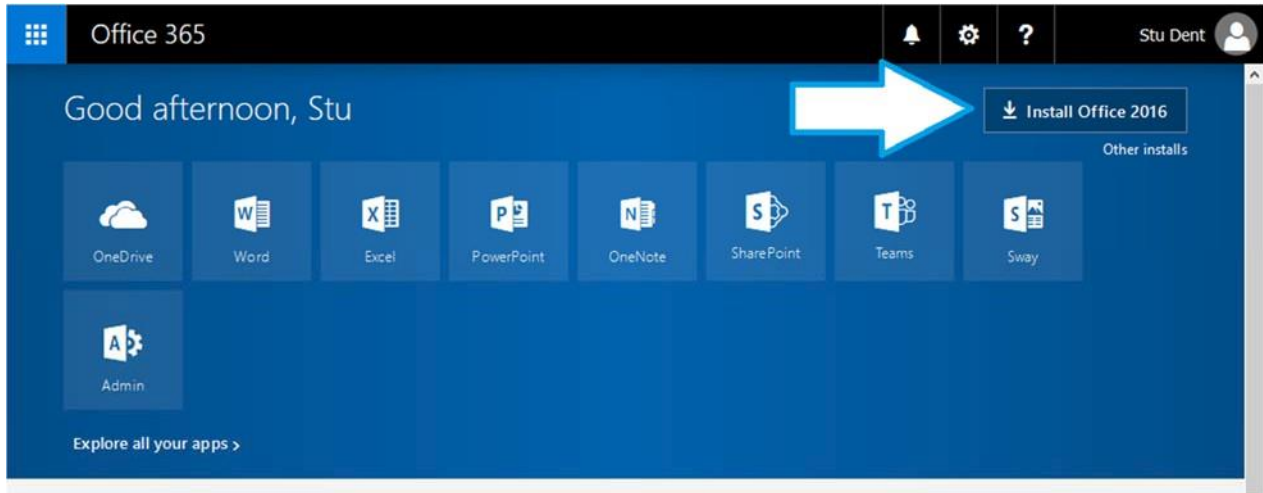 Office 365
?
Stu Dent
Good afternoon, Stu
Install Office 2016
Other installs
OneDrive
W
Word
X
Excel
P
PowerPoint
N
OneNote
S
SharePoint
T
Teams
S
Sway
A
Admin
Explore all your apps >